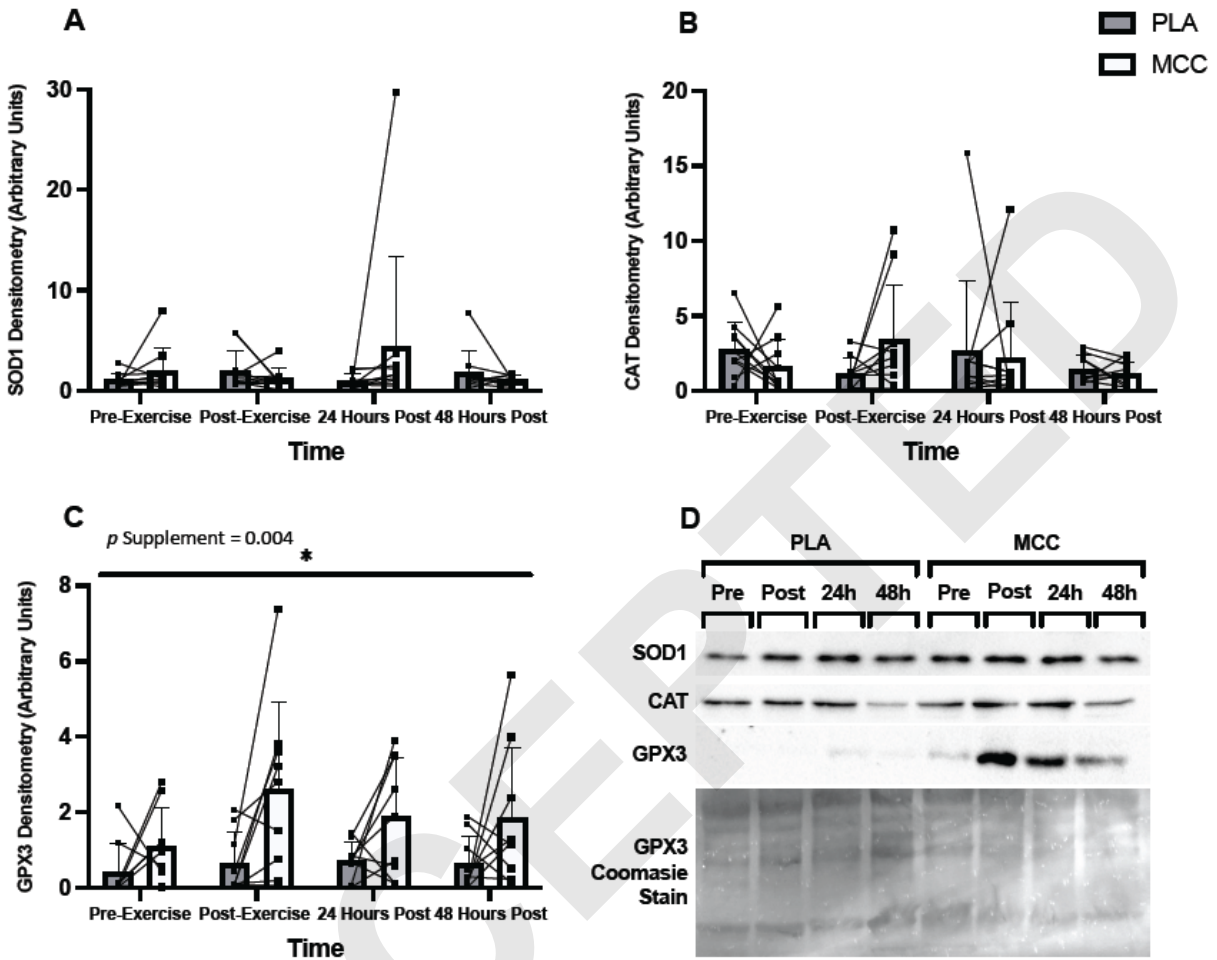 A
B
PLA
MCC
SOD1 Densitometry (Arbitrary Units)
30
20
10
0
Pre-Exercise Post-Exercise 24 Hours Post 48 Hours Post
Time
CAT Densitometry (Arbitrary Units)
20
15
10
5
0
Pre-Exercise Post-Exercise 24 Hours Post 48 Hours Post
Time
C
p Supplement = 0.004
*
GPX3 Densitometry (Arbitrary Units)
8
6
4
2
0
Pre-Exercise Post-Exercise 24 Hours Post 48 Hours Post
Time
D
PLA MCC
Pre Post 24h 48h Pre Post 24h 48h
SOD1
CAT
GPX3
GPX3
Coomasie
Stain
CEPTED